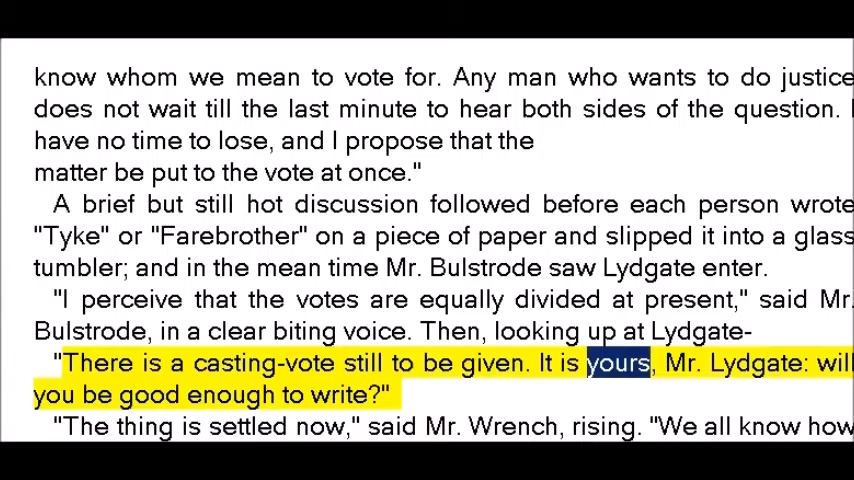 know whom we mean to vote for. Any man who wants to do justice
does not wait till the last minute to hear both sides of the question. I
have no time to lose, and I propose that the
matter be put to the vote at once."
A brief but still hot discussion followed before each person wrote
"Tyke" or "Farebrother" on a piece of paper and slipped it into a glass
tumbler; and in the mean time Mr. Bulstrode saw Lydgate enter.
"I perceive that the votes are equally divided at present," said Mr.
Bulstrode, in a clear biting voice. Then, looking up at Lydgate-
"There is a casting-vote still to be given. It is yours, Mr. Lydgate: will
you be good enough to write?"
"The thing is settled now," said Mr. Wrench, rising. "We all know how